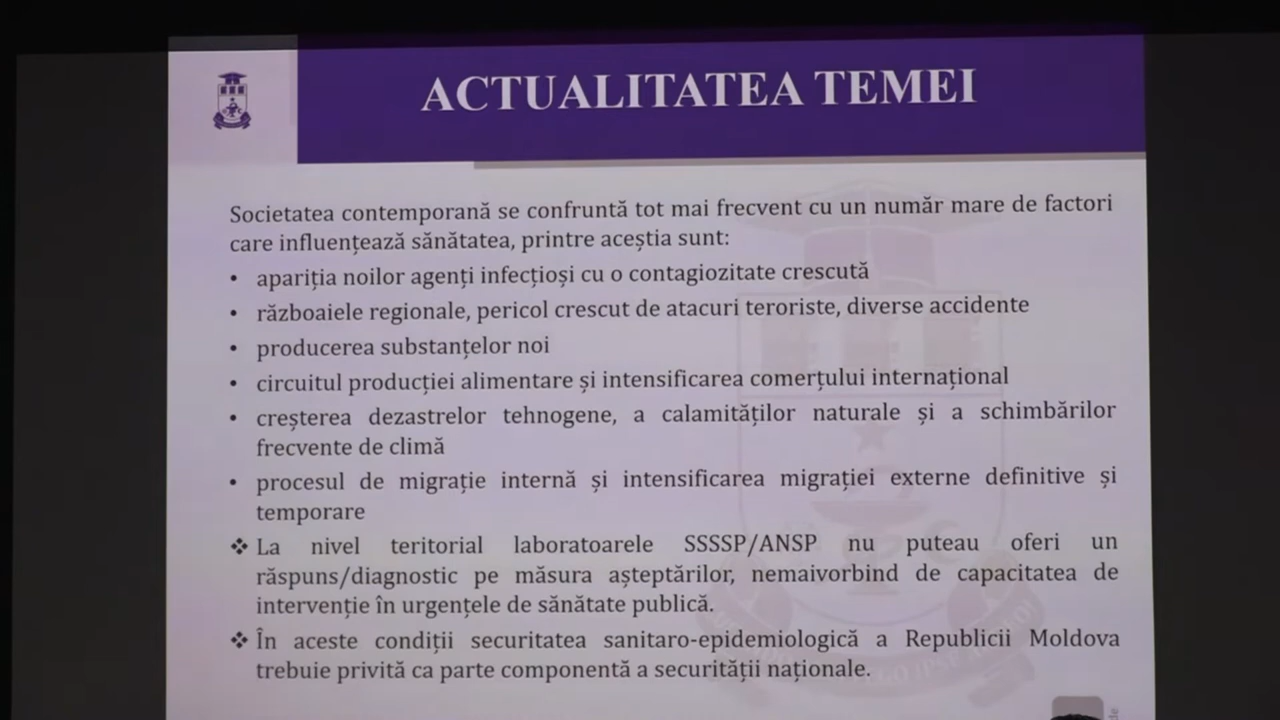 ACTUALITATEA TEMEI
Societatea contemporană se confruntă tot mai frecvent cu un număr mare de factori
care influențează sănătatea, printre aceștia sunt:
• apariția noilor agenți infecțioși cu o contagiozitate crescută
• războaiele regionale, pericol crescut de atacuri teroriste, diverse accidente
• producerea substanțelor noi
• circuitul producției alimentare și intensificarea comerțului internațional
• creșterea dezastrelor tehnogene, a calamităților naturale și a schimbărilor
frecvente de climă
• procesul de migrație internă și intensificarea migrației externe definitive și
temporare
❖ La nivel teritorial laboratoarele SSSSP/ANSP nu puteau oferi un
răspuns/diagnostic pe măsura așteptărilor, nemaivorbind de capacitatea de
intervenție în urgențele de sănătate publică.
❖ În aceste condiții securitatea sanitaro-epidemiologică a Republicii Moldova
trebuie privită ca parte componentă a securității naționale.